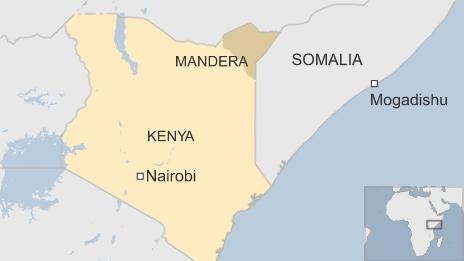 MANDERA
SOMALIA
Mogadishu
KENYA
Nairobi